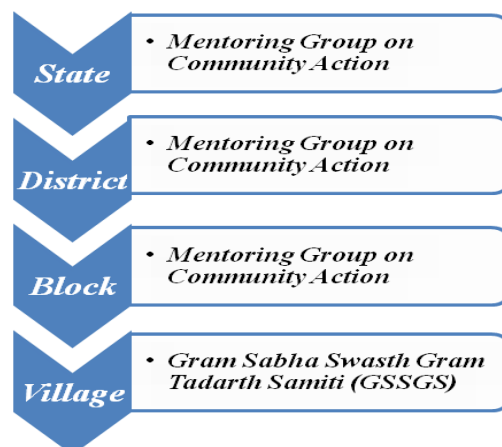 State
• Mentoring Group on
Community Action
District
• Mentoring Group on
Community Action
Block
• Mentoring Group on
Community Action
Village
• Gram Sabha Swasth Gram
Tadarth Samiti (GSSGS)